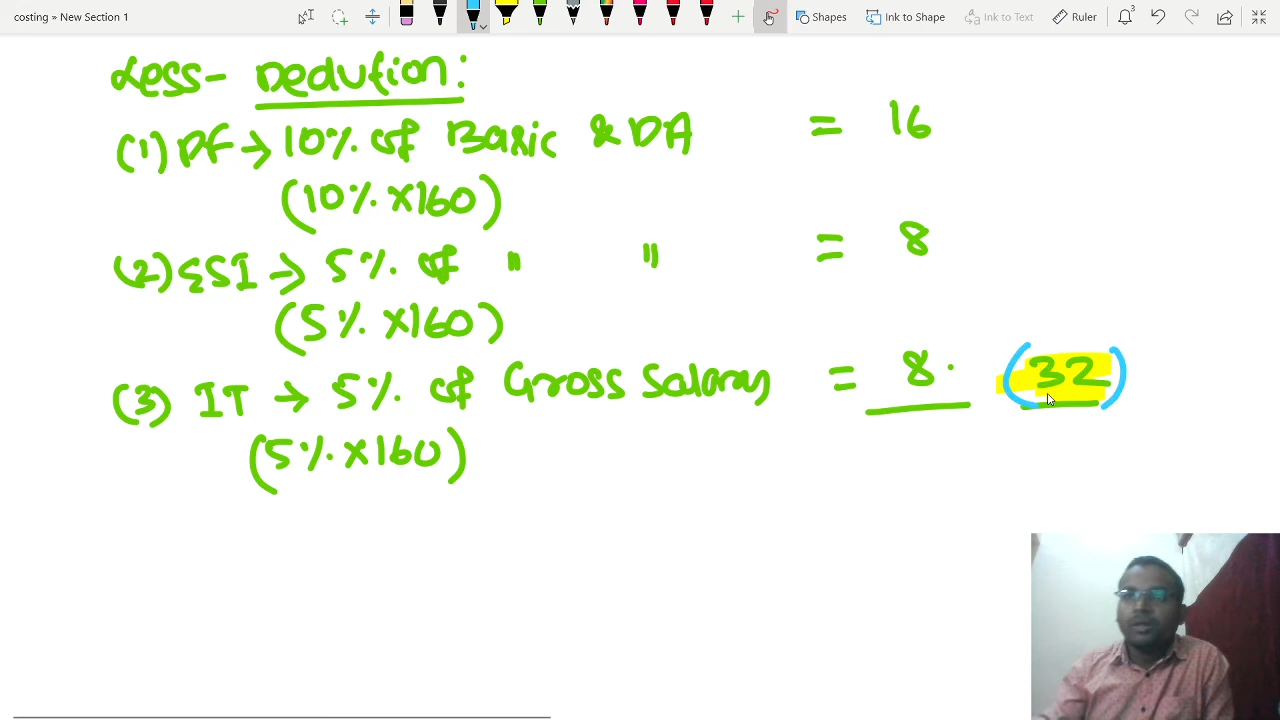 costing » New Section 1
Shapes Ink to Shape Ink to Text Ruler
Less- Dedution:
(1) PF → 10% of Basic & DA = 16
(10% × 160)
(2) ESI → 5% of " " = 8
(5% × 160)
(3) IT → 5% of Gross Salary = 8. (32)
(5% × 160)